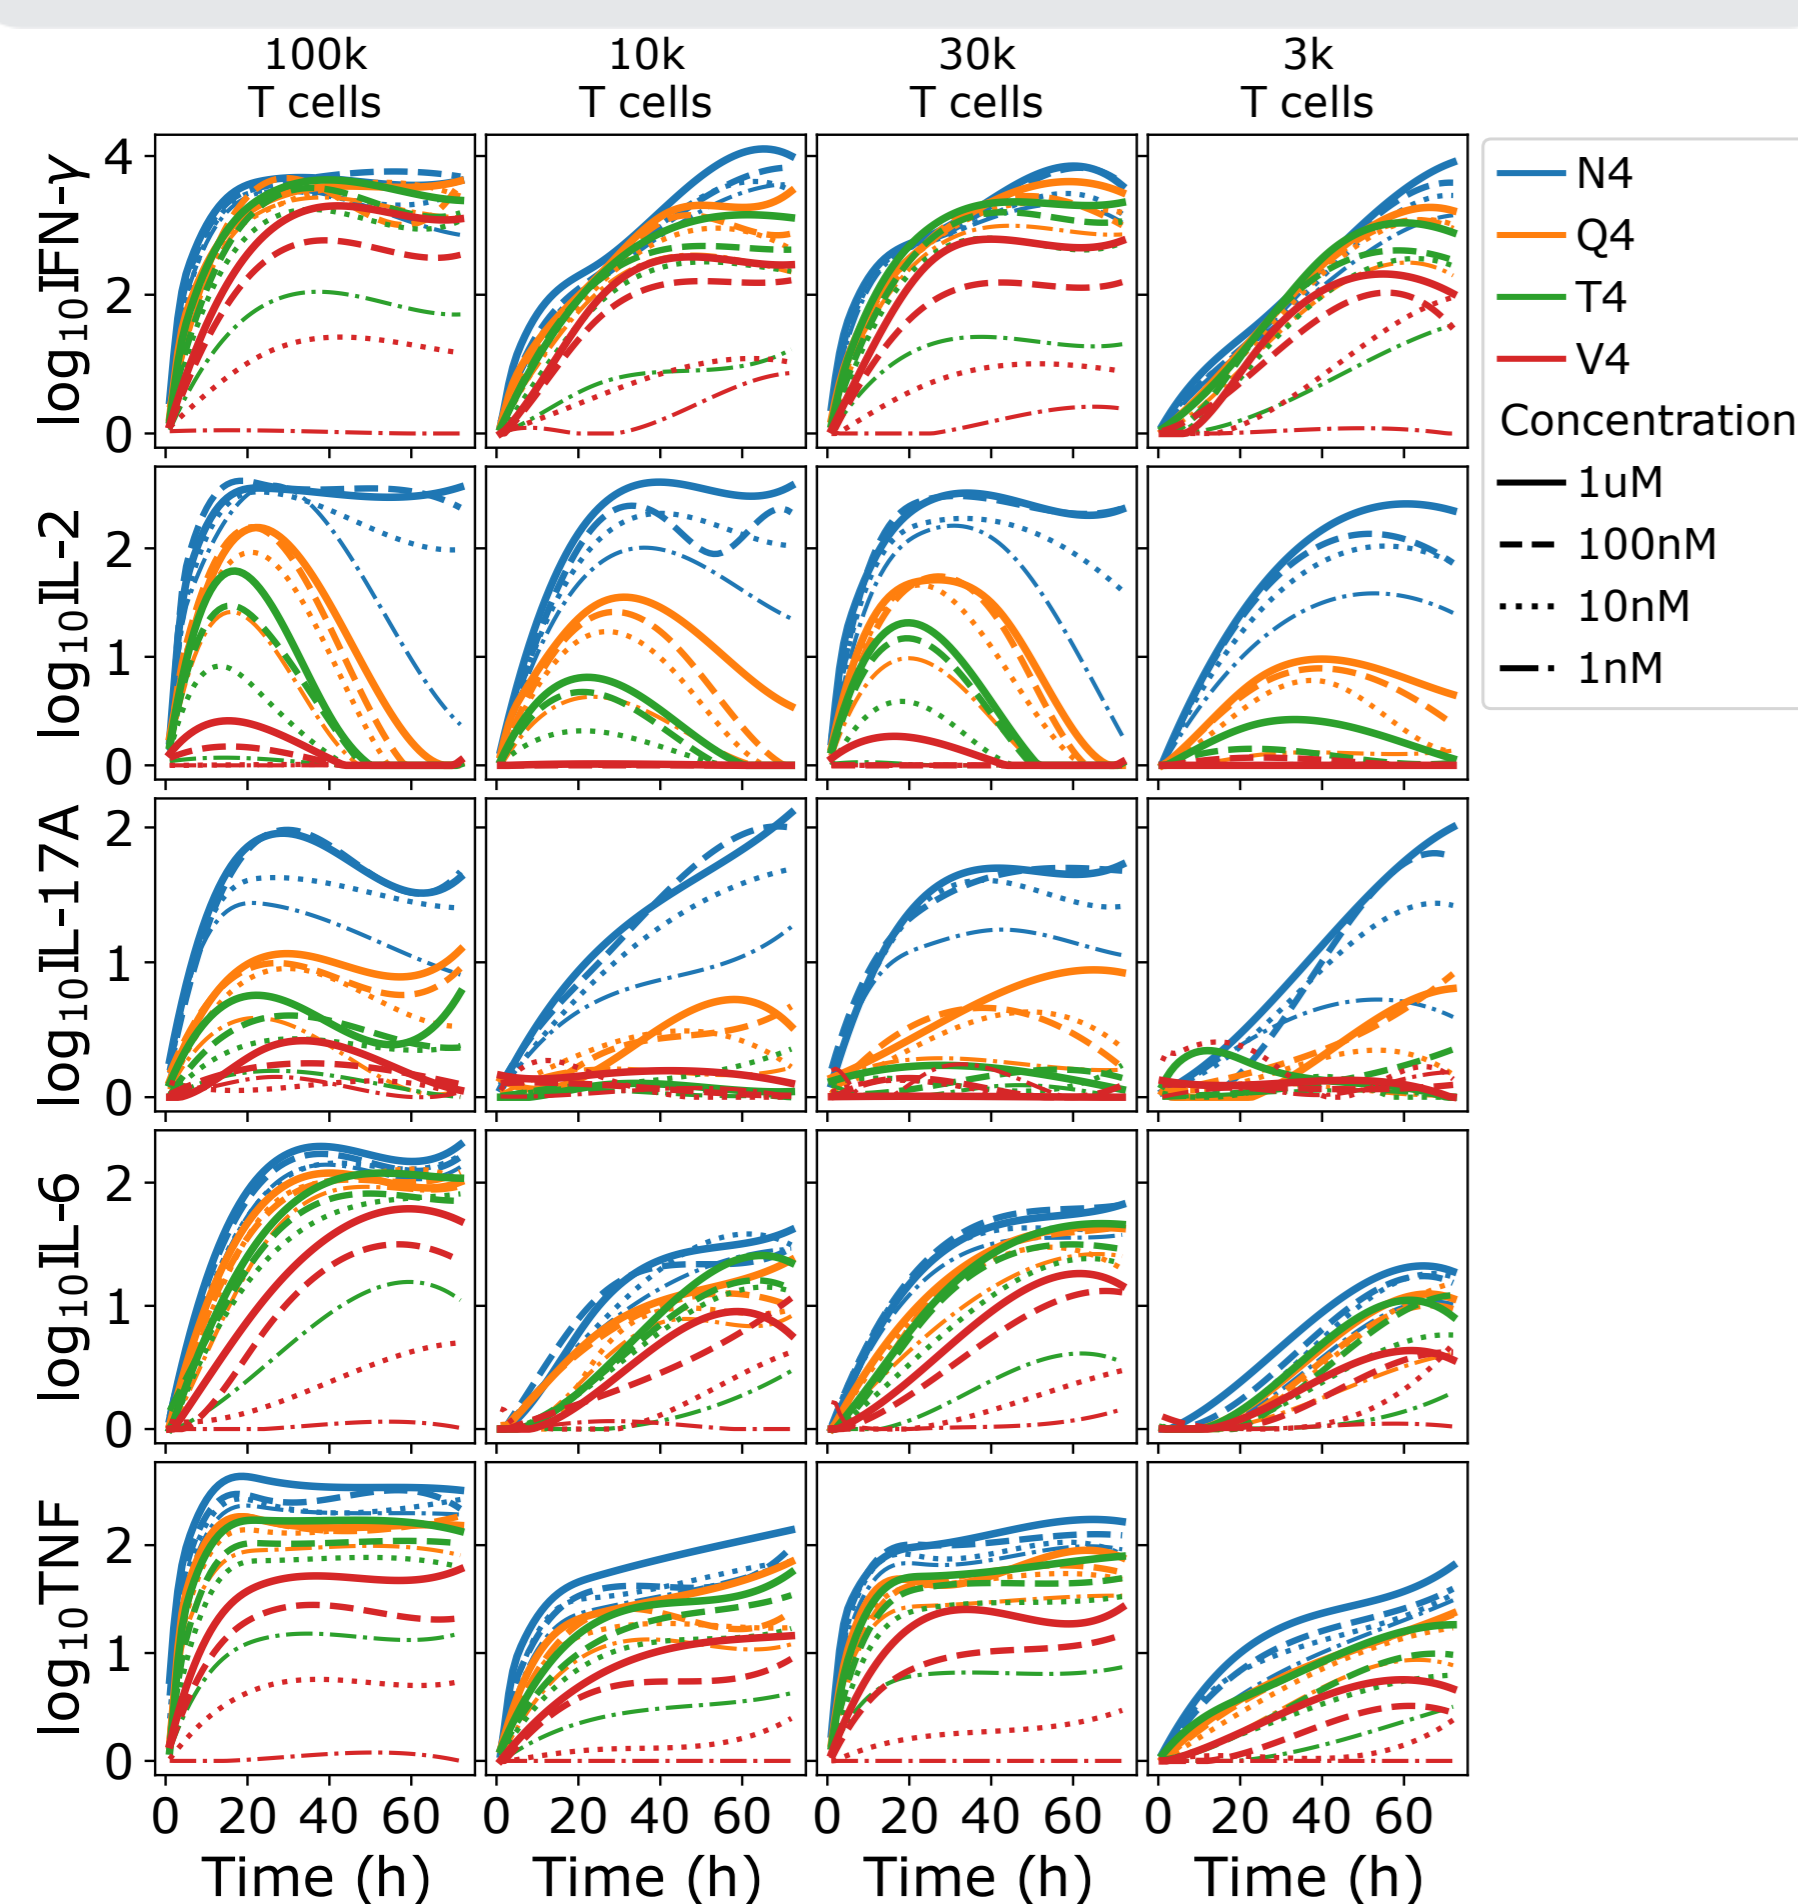 100k 10k 30k 3k
T cells T cells T cells T cells
log10IFN-γ
4
2
0
N4
Q4
T4
V4
Concentration
1uM
100nM
10nM
1nM
log10IL-2
2
1
0
log10IL-17A
2
1
0
log10IL-6
2
1
0
log10TNF
2
1
0
0 20 40 60 0 20 40 60 0 20 40 60 0 20 40 60
Time (h) Time (h) Time (h) Time (h)